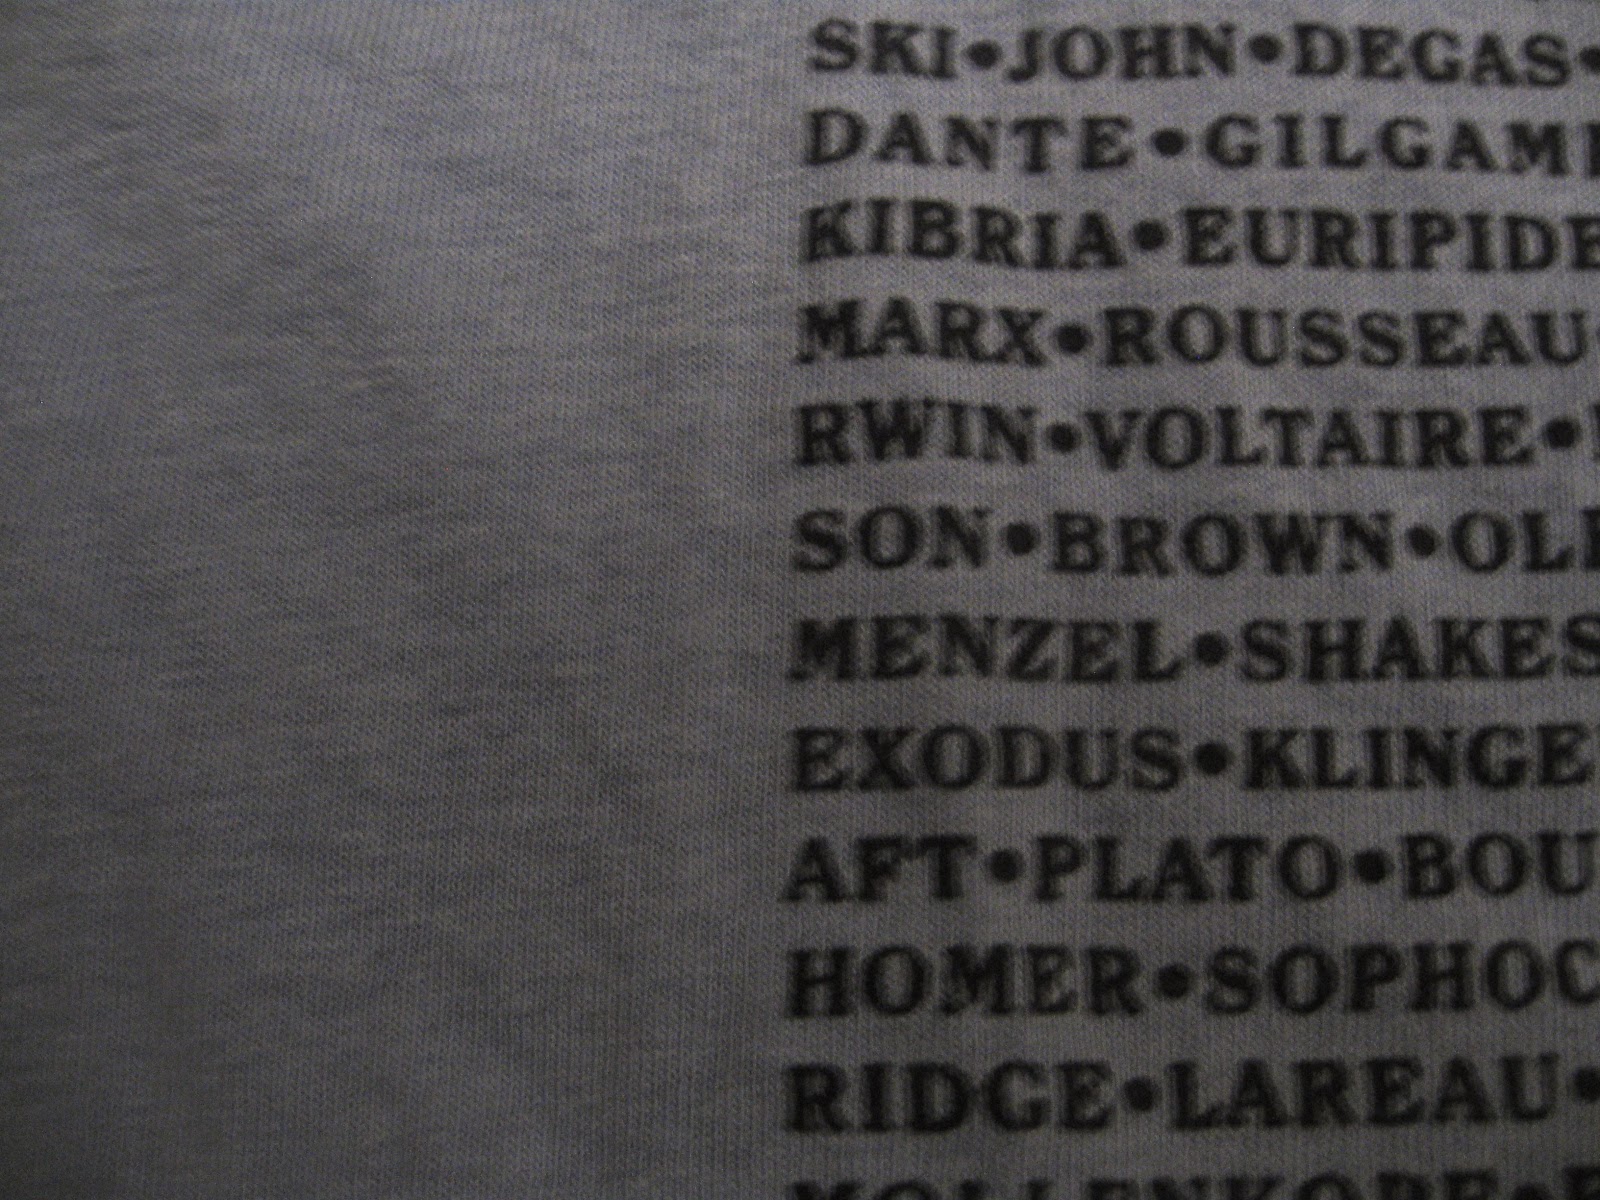 SKI•JOHN•DEGAS•
DANTE•GILGAM
KIBRIA•EURIPIDE
MARX•ROUSSEAU•
RWIN•VOLTAIRE•
SON•BROWN•OL
MENZEL•SHAKES
EXODUS•KLINGE
AFT•PLATO•BOU
HOMER•SOPHOC
RIDGE•LAREAU•